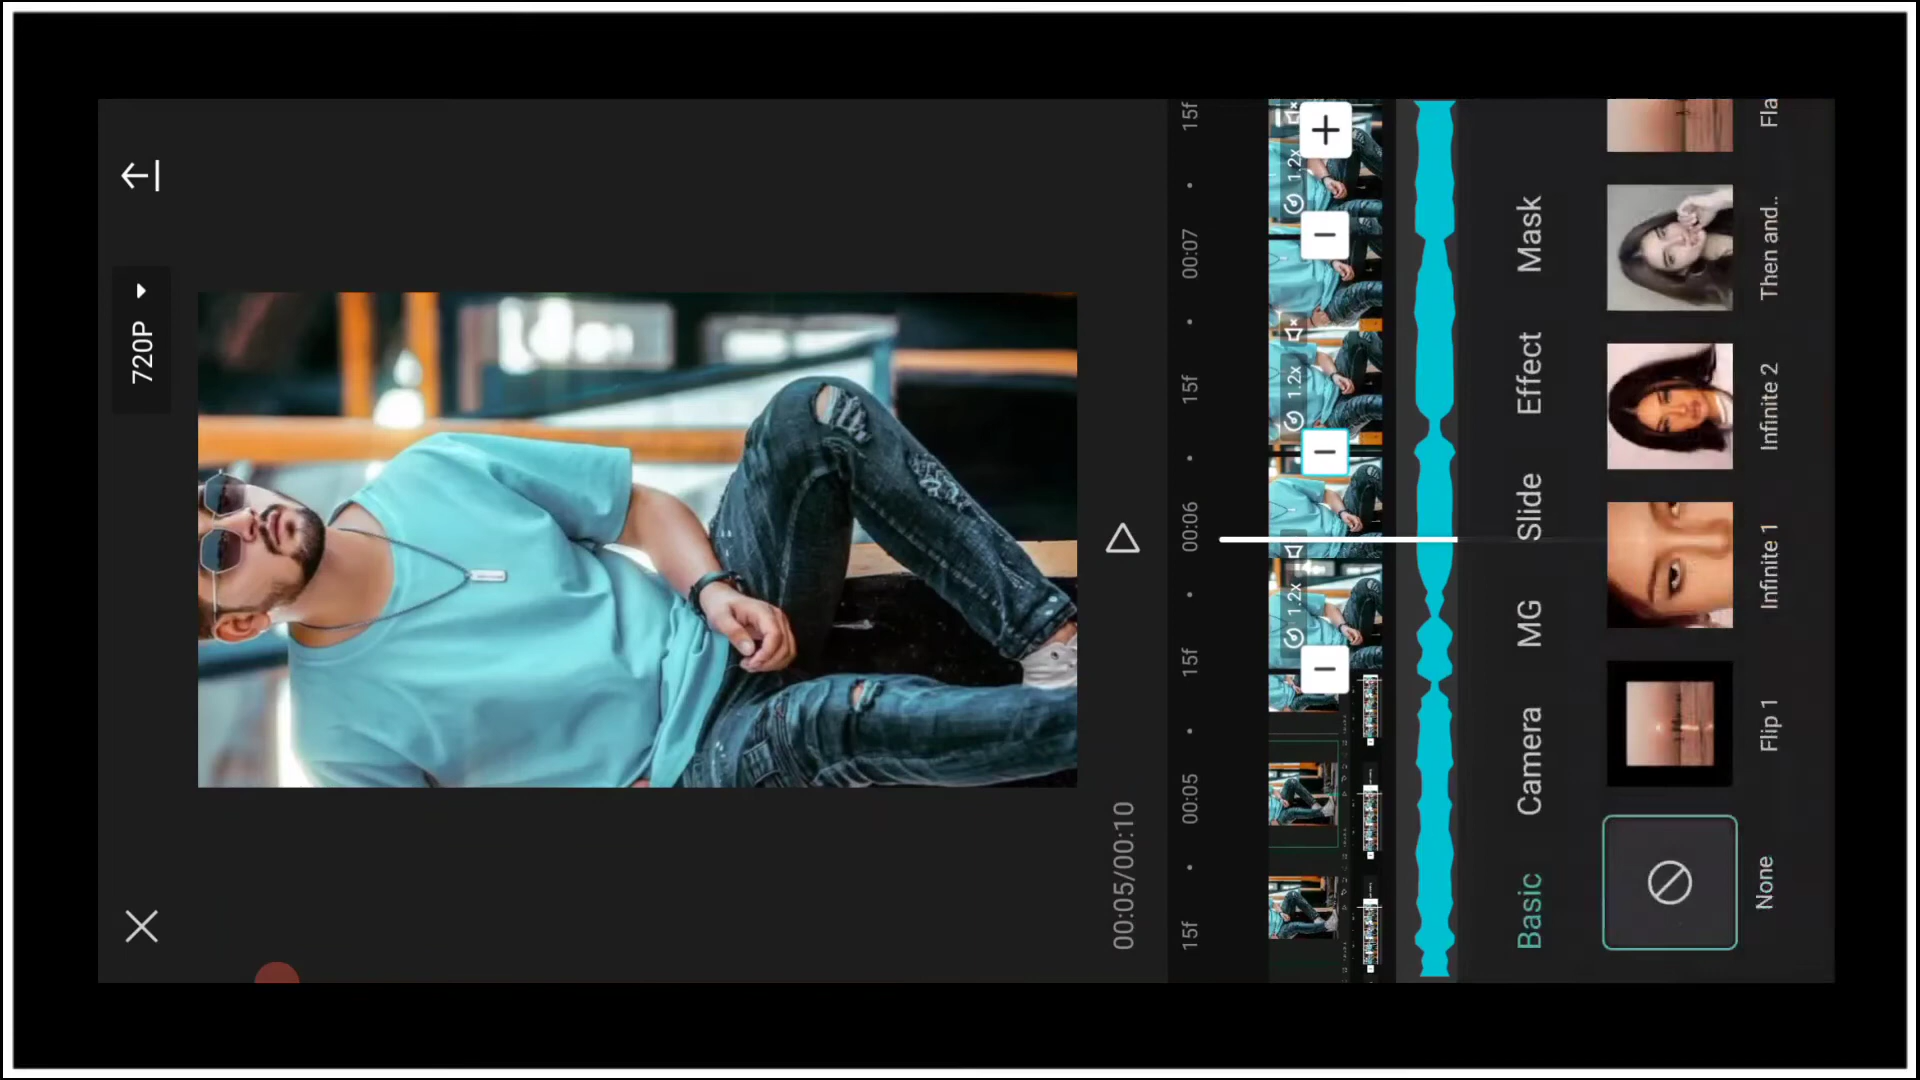 720P
00:05/00:10
15f
00:05
15f
00:06
15f
00:07
15f
1.2x
1.2x
1.2x
Basic
Camera
MG
Slide
Effect
Mask
None
Flip 1
Infinite 1
Infinite 2
Then and..
Fla